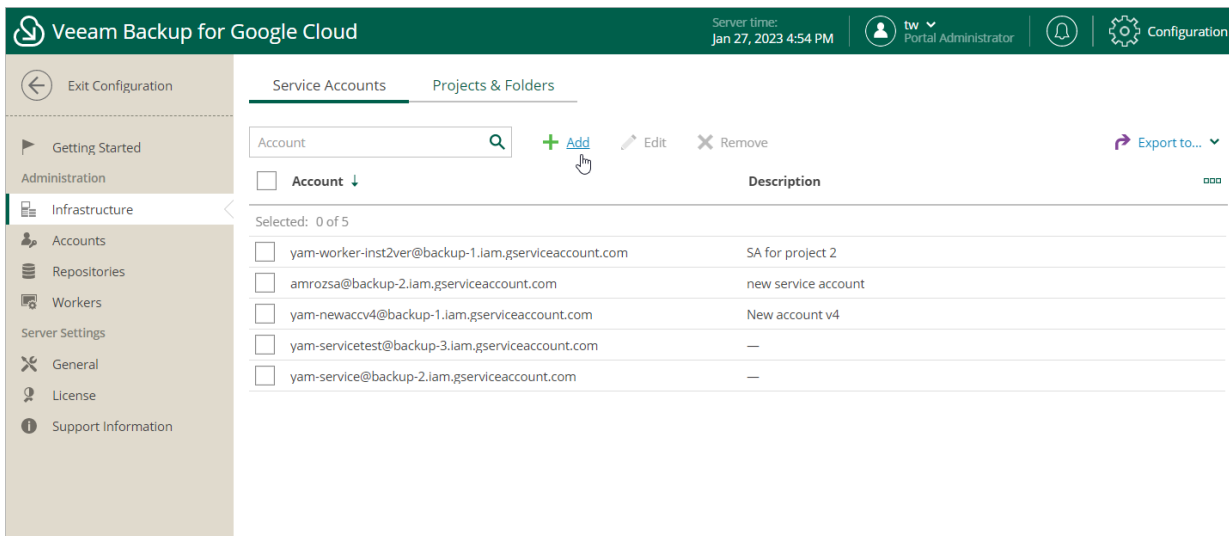 Veeam Backup for Google Cloud
Server time:
Jan 27, 2023 4:54 PM
tw
Portal Administrator
Configuration
Exit Configuration
Getting Started
Administration
Infrastructure
Accounts
Repositories
Workers
Server Settings
General
License
Support Information
Service Accounts Projects & Folders
Account Add Edit Remove Export to...
Account ↓ Description
Selected: 0 of 5
yam-worker-inst2ver@backup-1.iam.gserviceaccount.com SA for project 2
amrozsa@backup-2.iam.gserviceaccount.com new service account
yam-newaccv4@backup-1.iam.gserviceaccount.com New account v4
yam-servicetest@backup-3.iam.gserviceaccount.com —
yam-service@backup-2.iam.gserviceaccount.com —